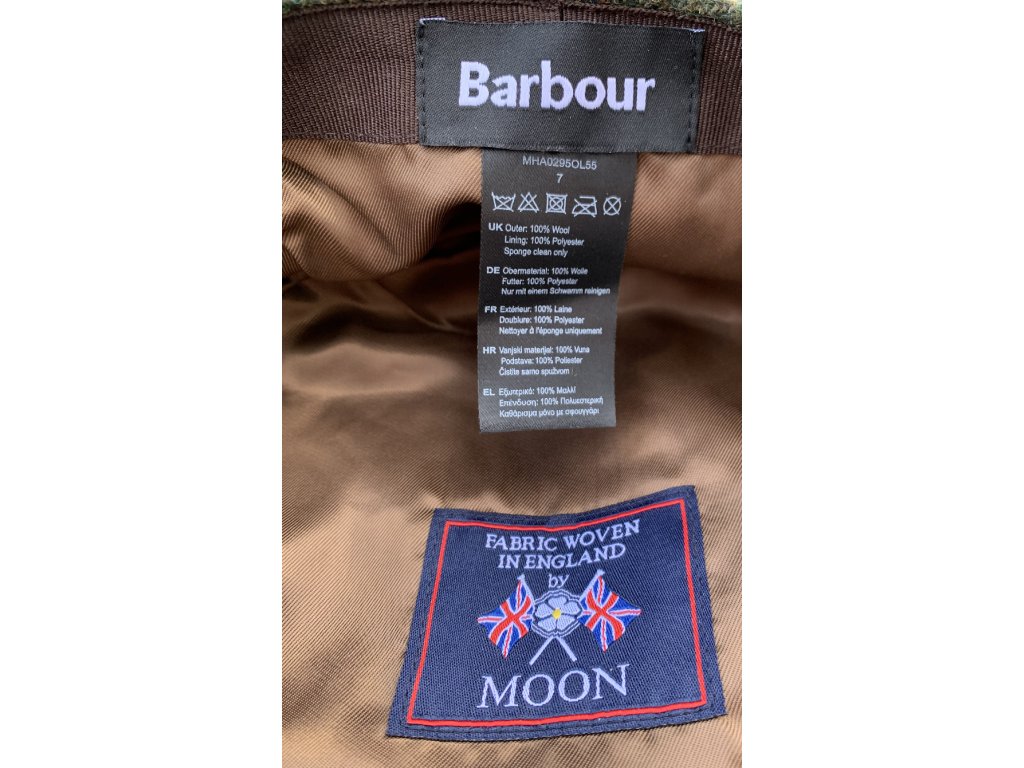 Barbour
MHA0295OL55
7
UK Outer: 100% Wool
Lining: 100% Polyester
Sponge clean only
DE Obermaterial: 100% Wolle
Futter: 100% Polyester
Nur mit einem Schwamm reinigen
FR Extérieur: 100% Laine
Doublure: 100% Polyester
Nettoyer à l'éponge uniquement
HR Vanjski materijal: 100% Vuna
Podstava: 100% Poliester
Čistite samo spužvom
EL Εξωτερικό: 100% Μαλλί
Επένδυση: 100% Πολυεστερική
Καθάρισμα μόνο με σφουγγάρι
FABRIC WOVEN
IN ENGLAND
by
MOON